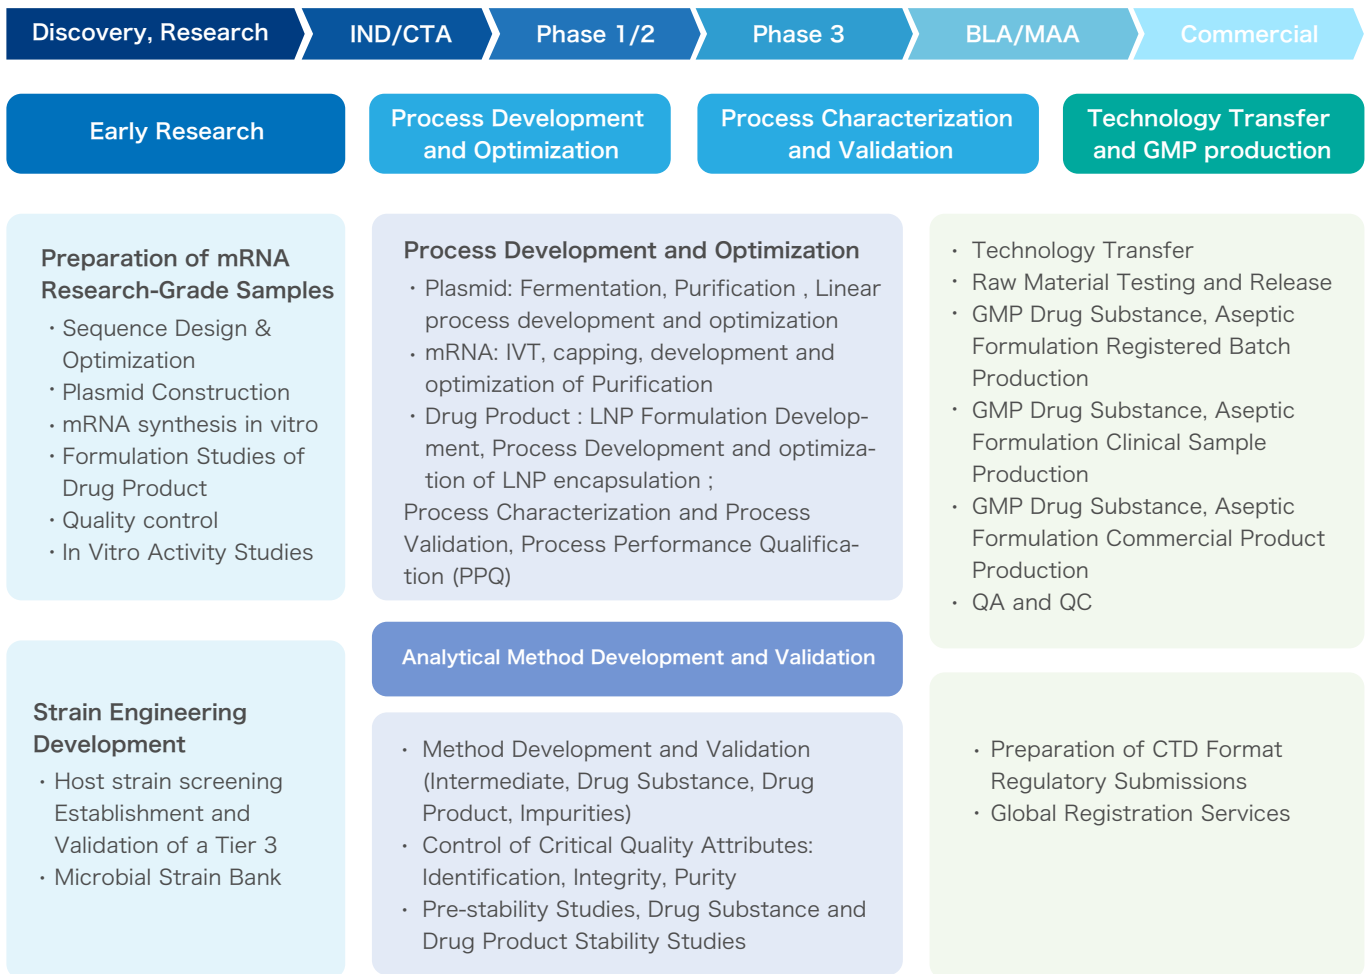 Discovery, Research
IND/CTA
Phase 1/2
Phase 3
BLA/MAA
Commercial
Early Research
Process Development
and Optimization
Process Characterization
and Validation
Technology Transfer
and GMP production
Preparation of mRNA
Research-Grade Samples
· Sequence Design &
Optimization
· Plasmid Construction
· mRNA synthesis in vitro
· Formulation Studies of
Drug Product
· Quality control
· In Vitro Activity Studies
Strain Engineering
Development
· Host strain screening
Establishment and
Validation of a Tier 3
· Microbial Strain Bank
Process Development and Optimization
· Plasmid: Fermentation, Purification , Linear
process development and optimization
· mRNA: IVT, capping, development and
optimization of Purification
· Drug Product : LNP Formulation Develop-
ment, Process Development and optimiza-
tion of LNP encapsulation ;
Process Characterization and Process
Validation, Process Performance Qualifica-
tion (PPQ)
Analytical Method Development and Validation
· Method Development and Validation
(Intermediate, Drug Substance, Drug
Product, Impurities)
· Control of Critical Quality Attributes:
Identification, Integrity, Purity
· Pre-stability Studies, Drug Substance and
Drug Product Stability Studies
· Technology Transfer
· Raw Material Testing and Release
· GMP Drug Substance, Aseptic
Formulation Registered Batch
Production
· GMP Drug Substance, Aseptic
Formulation Clinical Sample
Production
· GMP Drug Substance, Aseptic
Formulation Commercial Product
Production
· QA and QC
· Preparation of CTD Format
Regulatory Submissions
· Global Registration Services